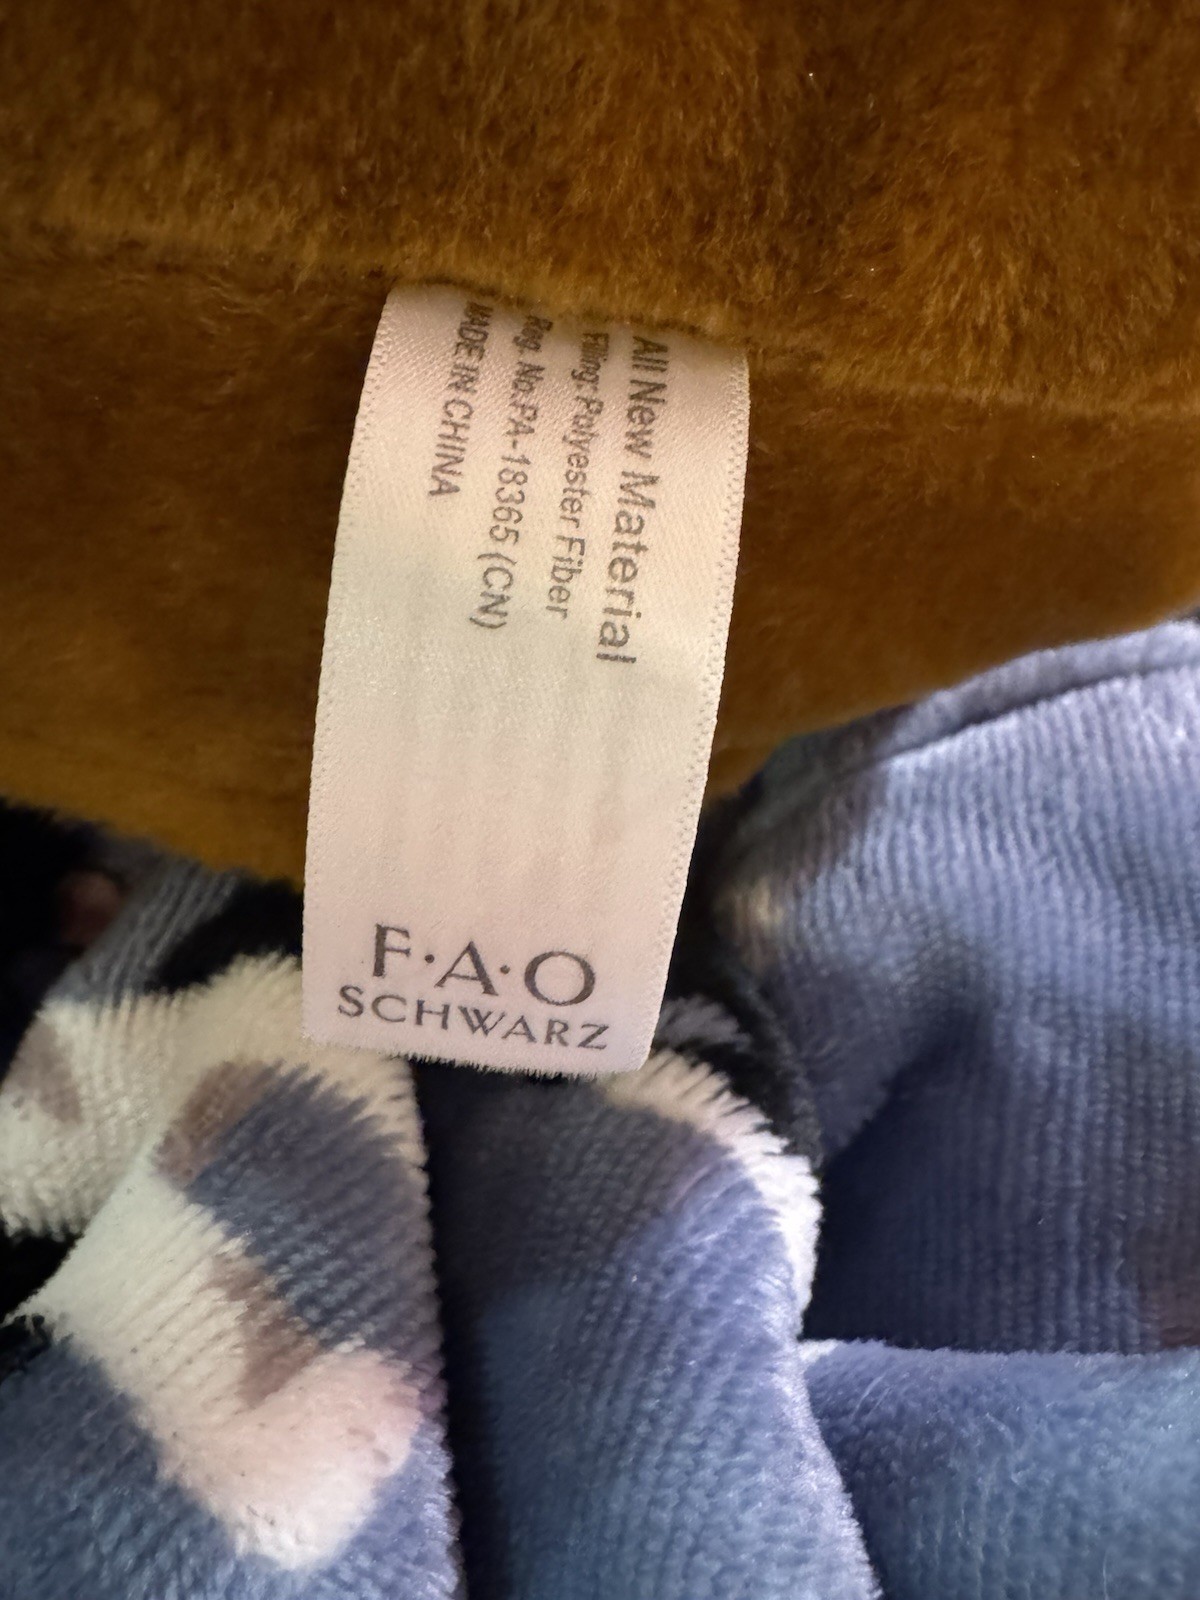 All New Material
Filling: Polyester Fiber
Reg. No.PA-18365 (CN)
MADE IN CHINA
F·A·O
SCHWARZ